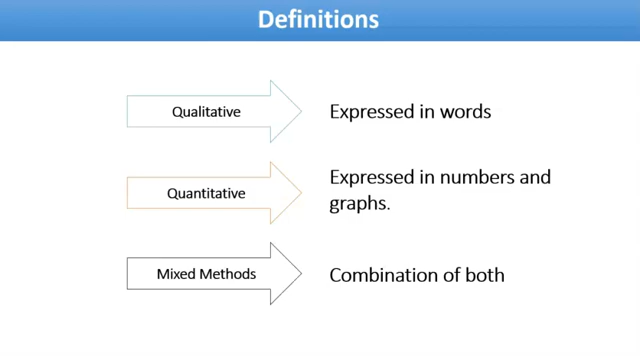 Definitions
Qualitative
Expressed in words
Quantitative
Expressed in numbers and
graphs.
Mixed Methods
Combination of both